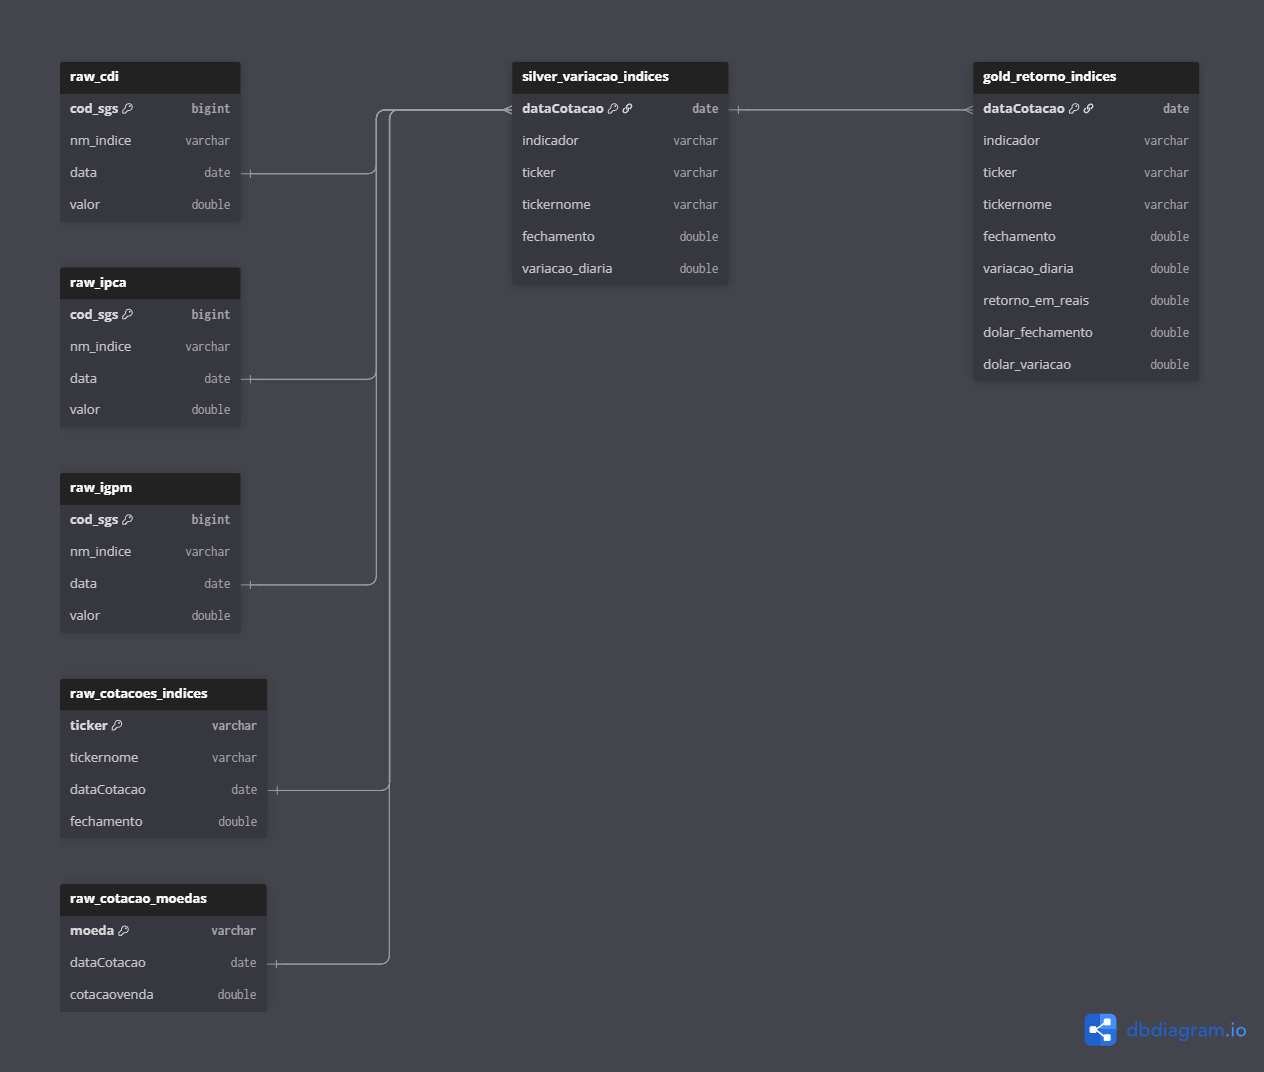 raw_cdi
cod_sgs bigint
nm_indice varchar
data date
valor double
raw_ipca
cod_sgs bigint
nm_indice varchar
data date
valor double
raw_igpm
cod_sgs bigint
nm_indice varchar
data date
valor double
raw_cotacoes_indices
ticker varchar
tickernome varchar
dataCotacao date
fechamento double
raw_cotacao_moedas
moeda varchar
dataCotacao date
cotacaovenda double
silver_variacao_indices
dataCotacao date
indicador varchar
ticker varchar
tickernome varchar
fechamento double
variacao_diaria double
gold_retorno_indices
dataCotacao date
indicador varchar
ticker varchar
tickernome varchar
fechamento double
variacao_diaria double
retorno_em_reais double
dolar_fechamento double
dolar_variacao double
dbdiagram.io